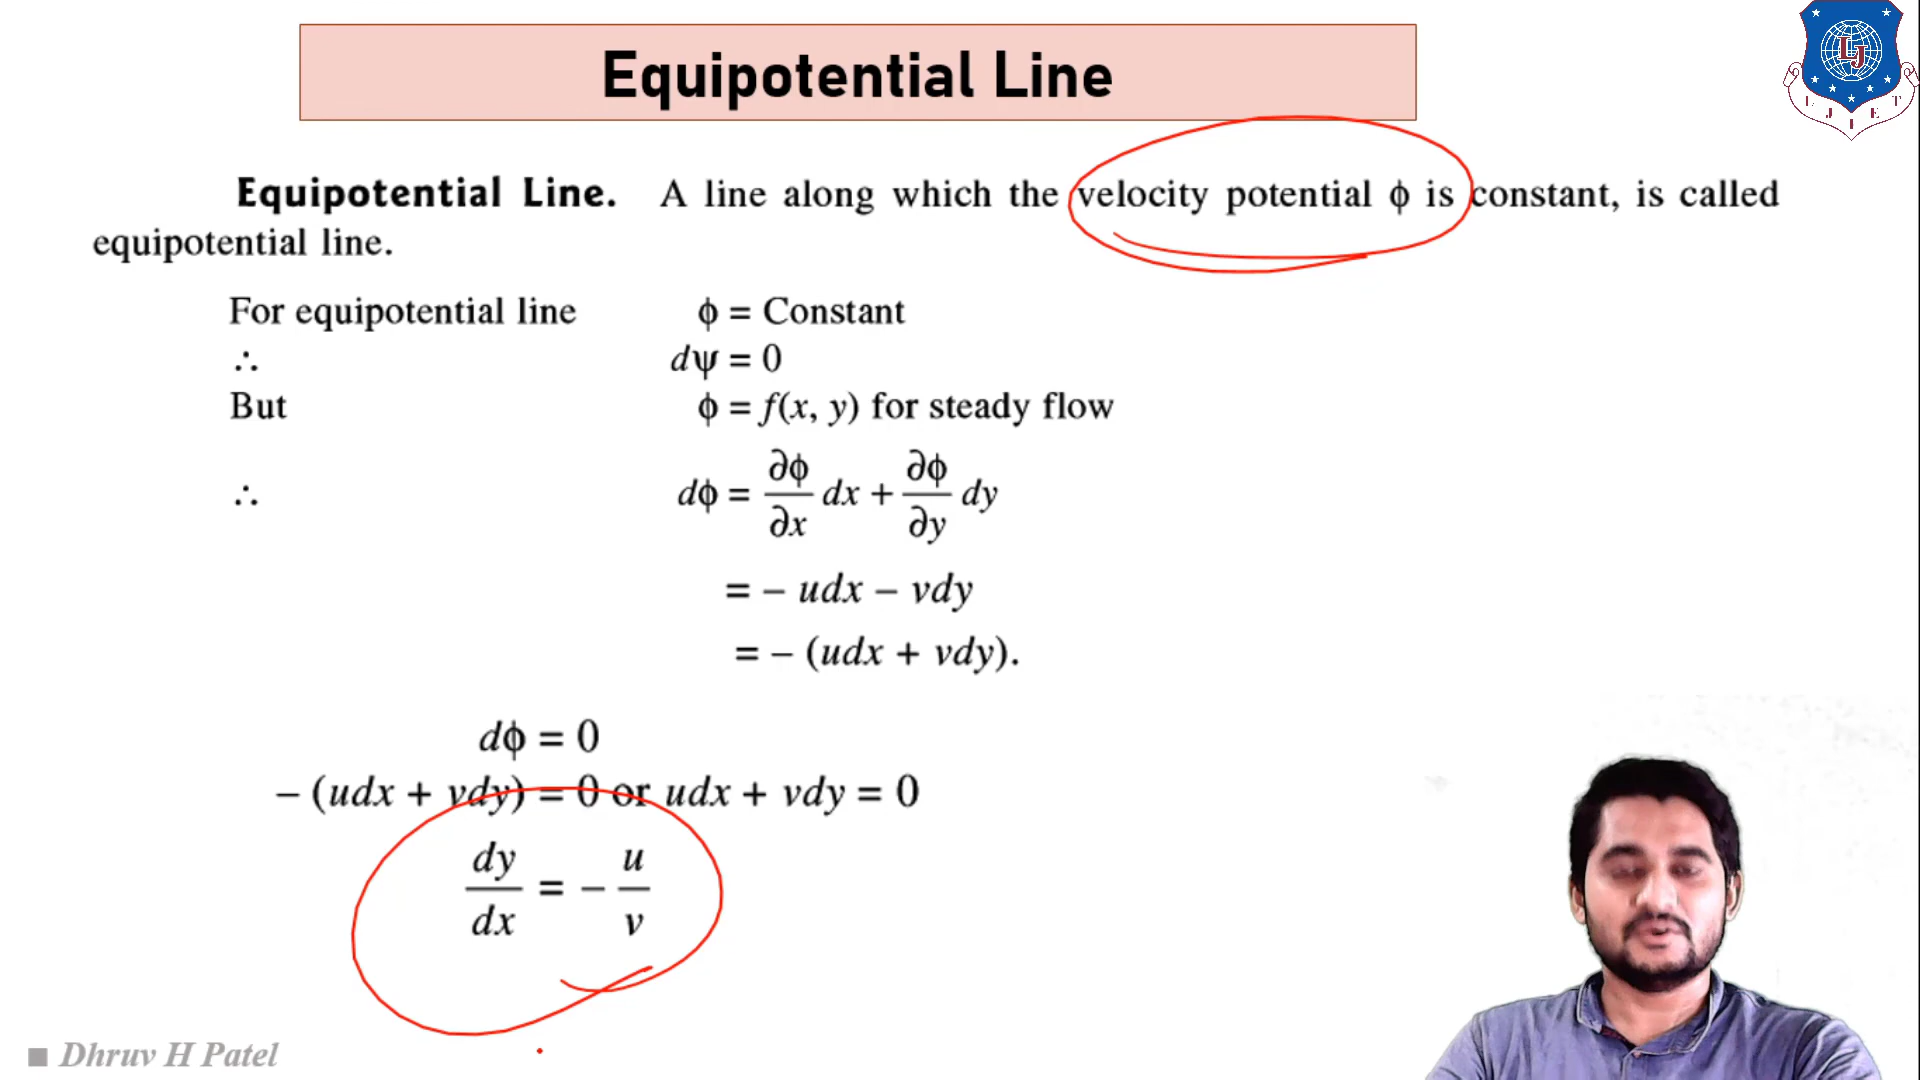 Equipotential Line
Equipotential Line. A line along which the velocity potential ϕ is constant, is called
equipotential line.
For equipotential line ϕ = Constant
∴ dψ = 0
But ϕ = f(x, y) for steady flow
∴ dϕ = ∂ϕ/∂x dx + ∂ϕ/∂y dy
= – udx – vdy
= – (udx + vdy).
dϕ = 0
– (udx + vdy) = 0 or udx + vdy = 0
dy/dx = – u/v
Dhruv H Patel
LJ
L J I E T